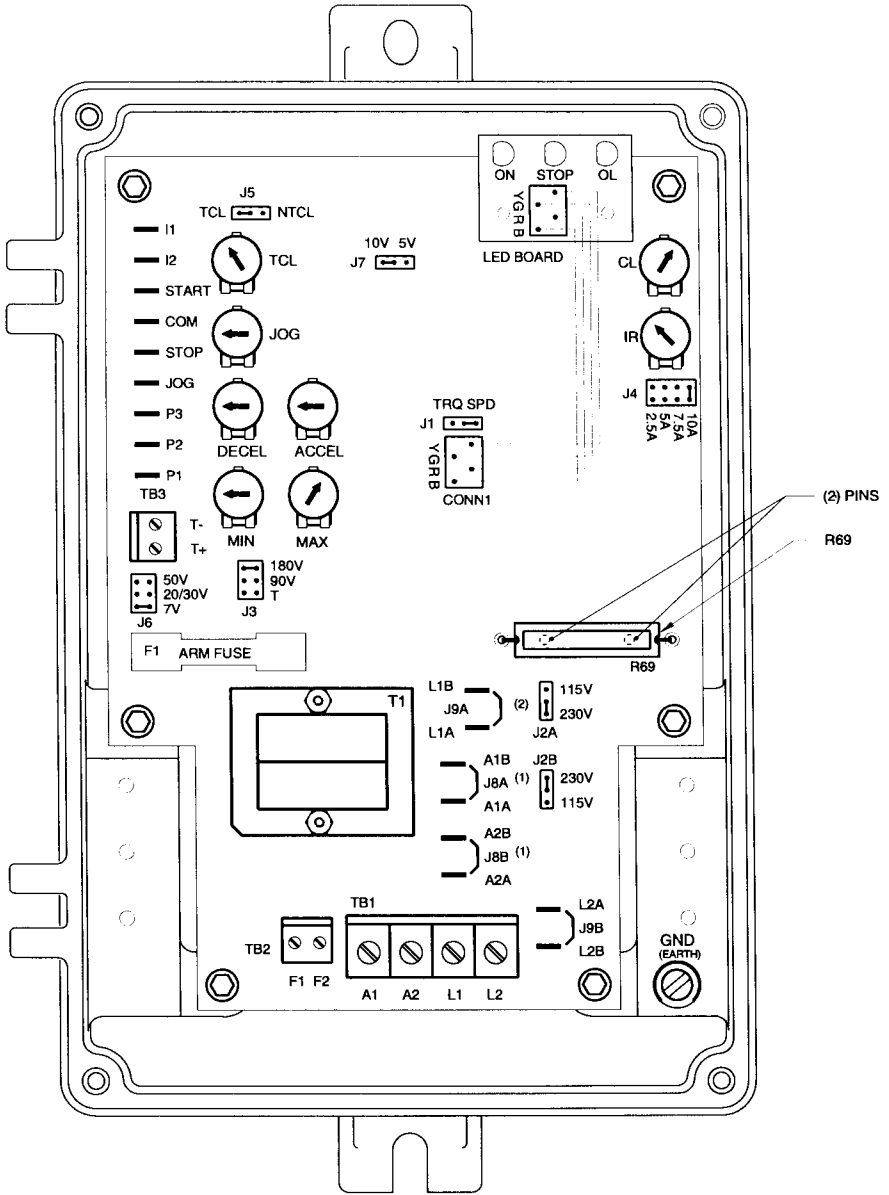 ON STOP OL
Y G R B
LED BOARD
J5
TCL NTCL
I1
I2
START
COM
STOP
JOG
P3
P2
P1
TB3
TCL
JOG
DECEL ACCEL
MIN MAX
10V 5V
J7
CL
IR
J4
10A
7.5A
5A
2.5A
TRQ SPD
J1
Y G R B
CONN1
T-
T+
50V
20/30V
7V
J6
180V
90V
T
J3
(2) PINS
R69
R69
F1 ARM FUSE
T1
L1B
J9A (2)
L1A
115V
230V
J2A
A1B
J8A (1)
A1A
J2B
230V
115V
A2B
J8B (1)
A2A
TB1
TB2
F1 F2
A1 A2 L1 L2
L2A
J9B
L2B
GND
(EARTH)